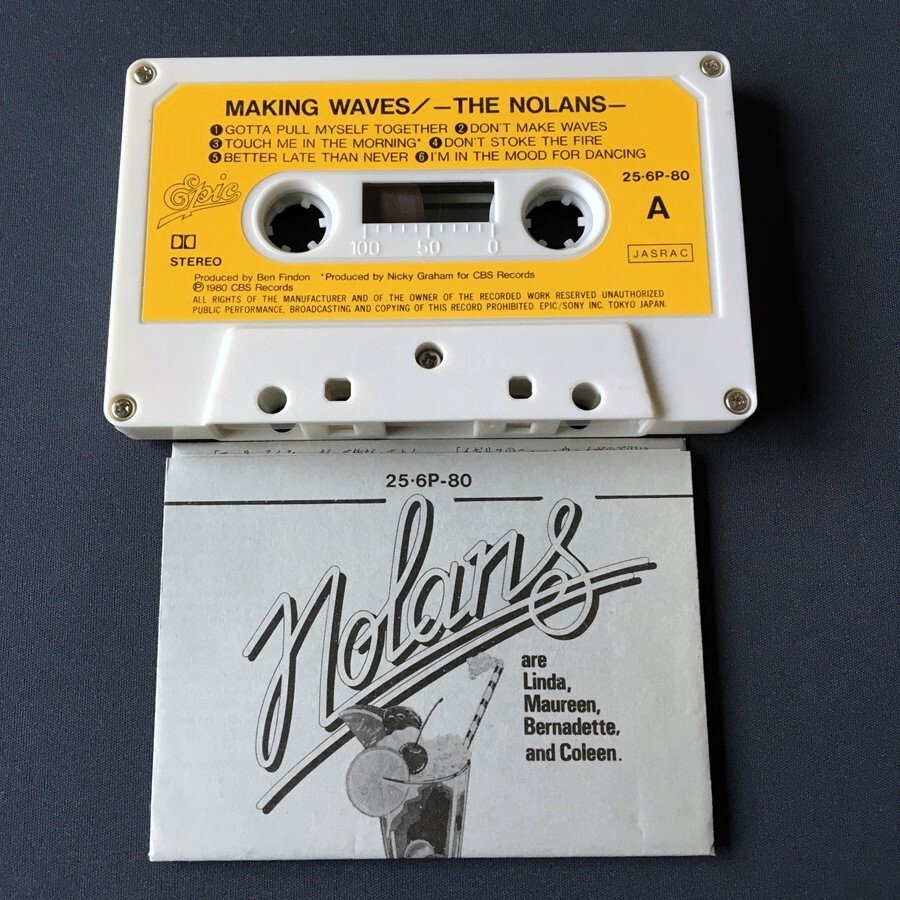 MAKING WAVES/—THE NOLANS—
❶GOTTA PULL MYSELF TOGETHER ❷DON'T MAKE WAVES
❸TOUCH ME IN THE MORNING* ❹DON'T STOKE THE FIRE
❺BETTER LATE THAN NEVER ❻I'M IN THE MOOD FOR DANCING
Epic
25·6P-80
A
STEREO
100 50 0
JASRAC
Produced by Ben Findon *Produced by Nicky Graham for CBS Records
Ⓟ1980 CBS Records
ALL RIGHTS OF THE MANUFACTURER AND OF THE OWNER OF THE RECORDED WORK RESERVED UNAUTHORIZED
PUBLIC PERFORMANCE, BROADCASTING AND COPYING OF THIS RECORD PROHIBITED EPIC/SONY INC. TOKYO JAPAN.
25·6P-80
Nolans
are
Linda,
Maureen,
Bernadette,
and Coleen.